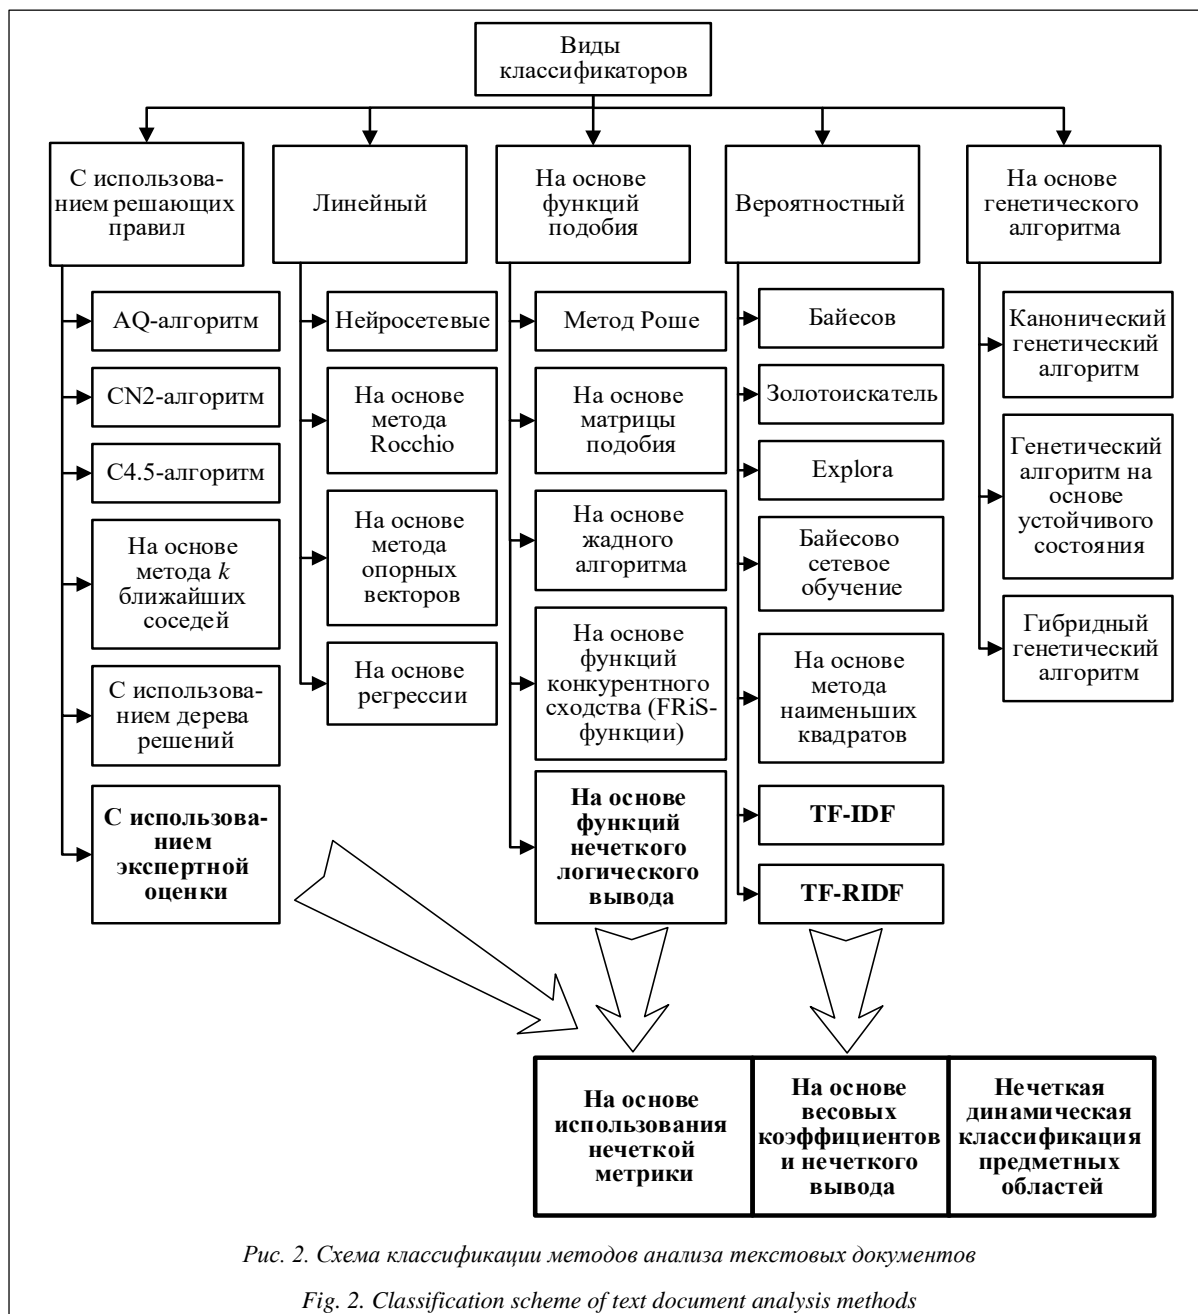 Виды
классификаторов
С использова-
нием решающих
правил
Линейный
На основе
функций
подобия
Вероятностный
На основе
генетического
алгоритма
AQ-алгоритм
CN2-алгоритм
C4.5-алгоритм
На основе
метода k
ближайших
соседей
С использова-
нием дерева
решений
С использова-
нием
экспертной
оценки
Нейросетевые
На основе
метода
Rocchio
На основе
метода
опорных
векторов
На основе
регрессии
Метод Роше
На основе
матрицы
подобия
На основе
жадного
алгоритма
На основе
функций
конкурентного
сходства (FRiS-
функции)
На основе
функций
нечеткого
логического
вывода
Байесов
Золотоискатель
Explora
Байесово
сетевое
обучение
На основе
метода
наименьших
квадратов
TF-IDF
TF-RIDF
Канонический
генетический
алгоритм
Генетический
алгоритм на
основе
устойчивого
состояния
Гибридный
генетический
алгоритм
На основе
использования
нечеткой
метрики
На основе
весовых
коэффициентов
и нечеткого
вывода
Нечеткая
динамическая
классификация
предметных
областей
Рис. 2. Схема классификации методов анализа текстовых документов
Fig. 2. Classification scheme of text document analysis methods